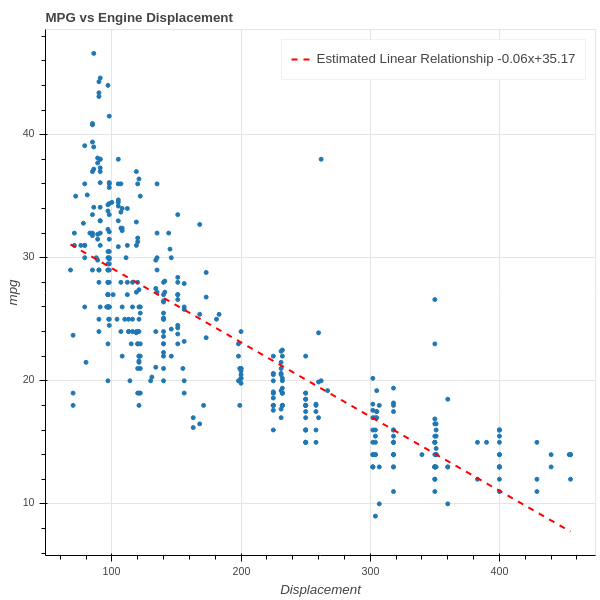 MPG vs Engine Displacement
Estimated Linear Relationship -0.06x+35.17
40
30
20
10
mpg
100
200
300
400
Displacement